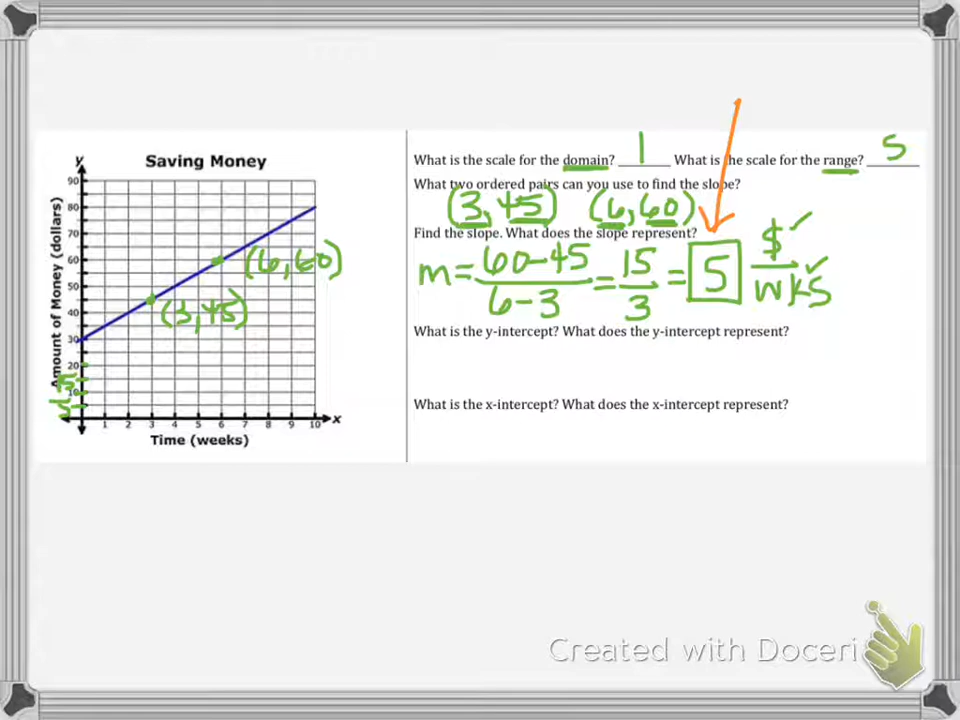 y
Saving Money
90
80
70
60
50
40
30
20
15
10
5
Amount of Money (dollars)
(6,60)
(3,45)
1 2 3 4 5 6 7 8 9 10 x
Time (weeks)
What is the scale for the domain? 1 What is the scale for the range? 5
What two ordered pairs can you use to find the slope?
(3,45) (6,60)
Find the slope. What does the slope represent?
m = 60-45 / 6-3 = 15 / 3 = 5 $ / wks
What is the y-intercept? What does the y-intercept represent?
What is the x-intercept? What does the x-intercept represent?
Created with Doceri